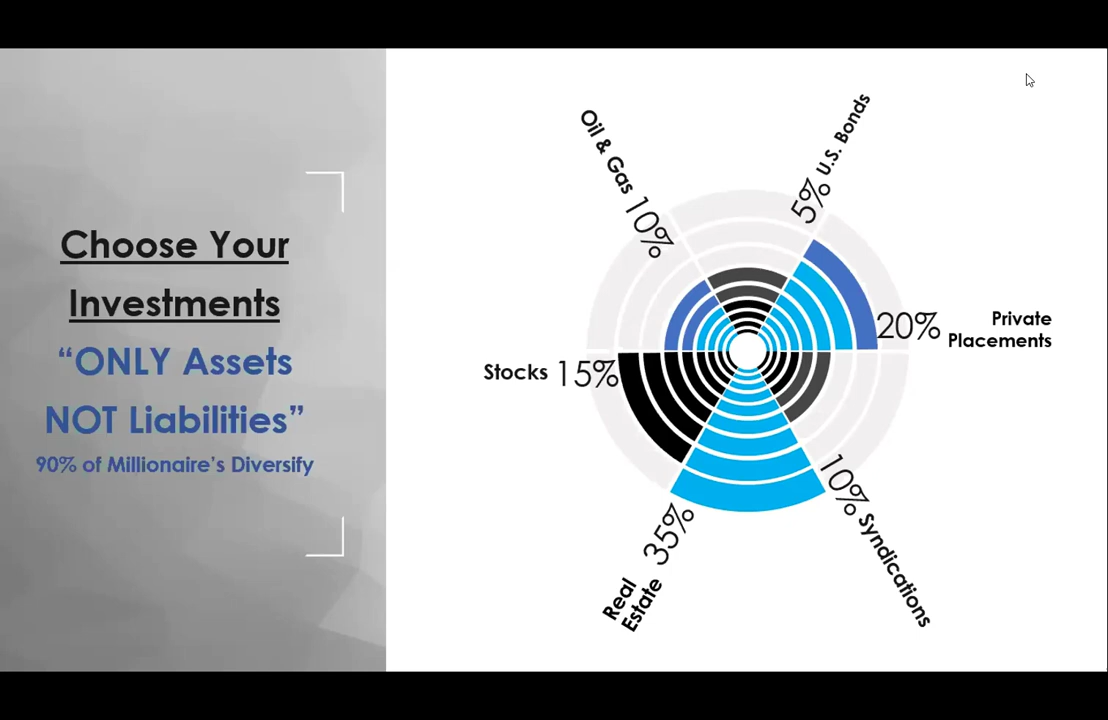 Choose Your
Investments
“ONLY Assets
NOT Liabilities”
90% of Millionaire’s Diversify
Oil & Gas 10%
5% U.S. Bonds
20% Private
Placements
Stocks 15%
10% Syndications
Real
Estate 35%